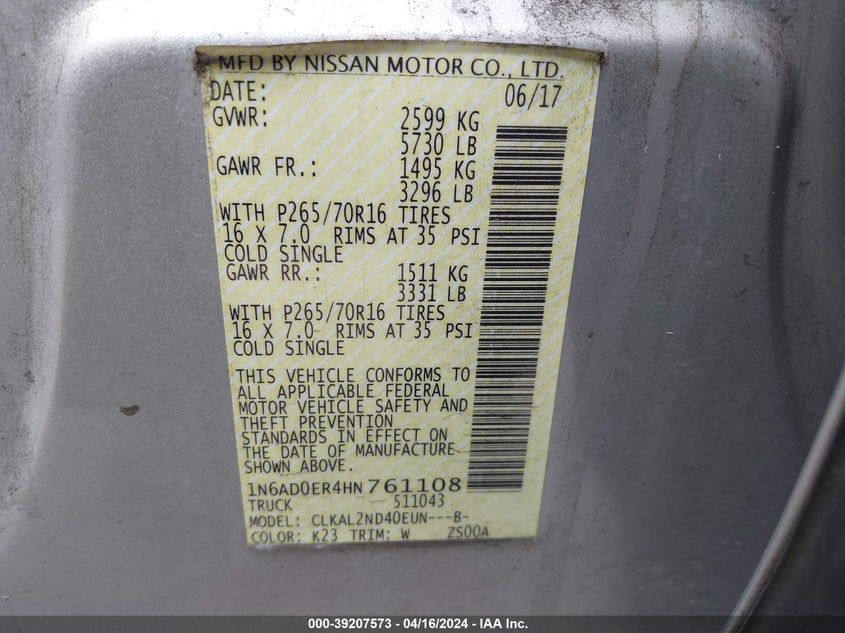 MFD BY NISSAN MOTOR CO., LTD.
DATE: 06/17
GVWR: 2599 KG
5730 LB
GAWR FR.: 1495 KG
3296 LB
WITH P265/70R16 TIRES
16 X 7.0 RIMS AT 35 PSI
COLD SINGLE
GAWR RR.: 1511 KG
3331 LB
WITH P265/70R16 TIRES
16 X 7.0 RIMS AT 35 PSI
COLD SINGLE
THIS VEHICLE CONFORMS TO
ALL APPLICABLE FEDERAL
MOTOR VEHICLE SAFETY AND
THEFT PREVENTION
STANDARDS IN EFFECT ON
THE DATE OF MANUFACTURE
SHOWN ABOVE.
1N6AD0ER4HN761108
TRUCK 511043
MODEL: CLKAL2ND40EUN---B-
COLOR: K23 TRIM: W ZS00A
000-39207573 - 04/16/2024 - IAA Inc.